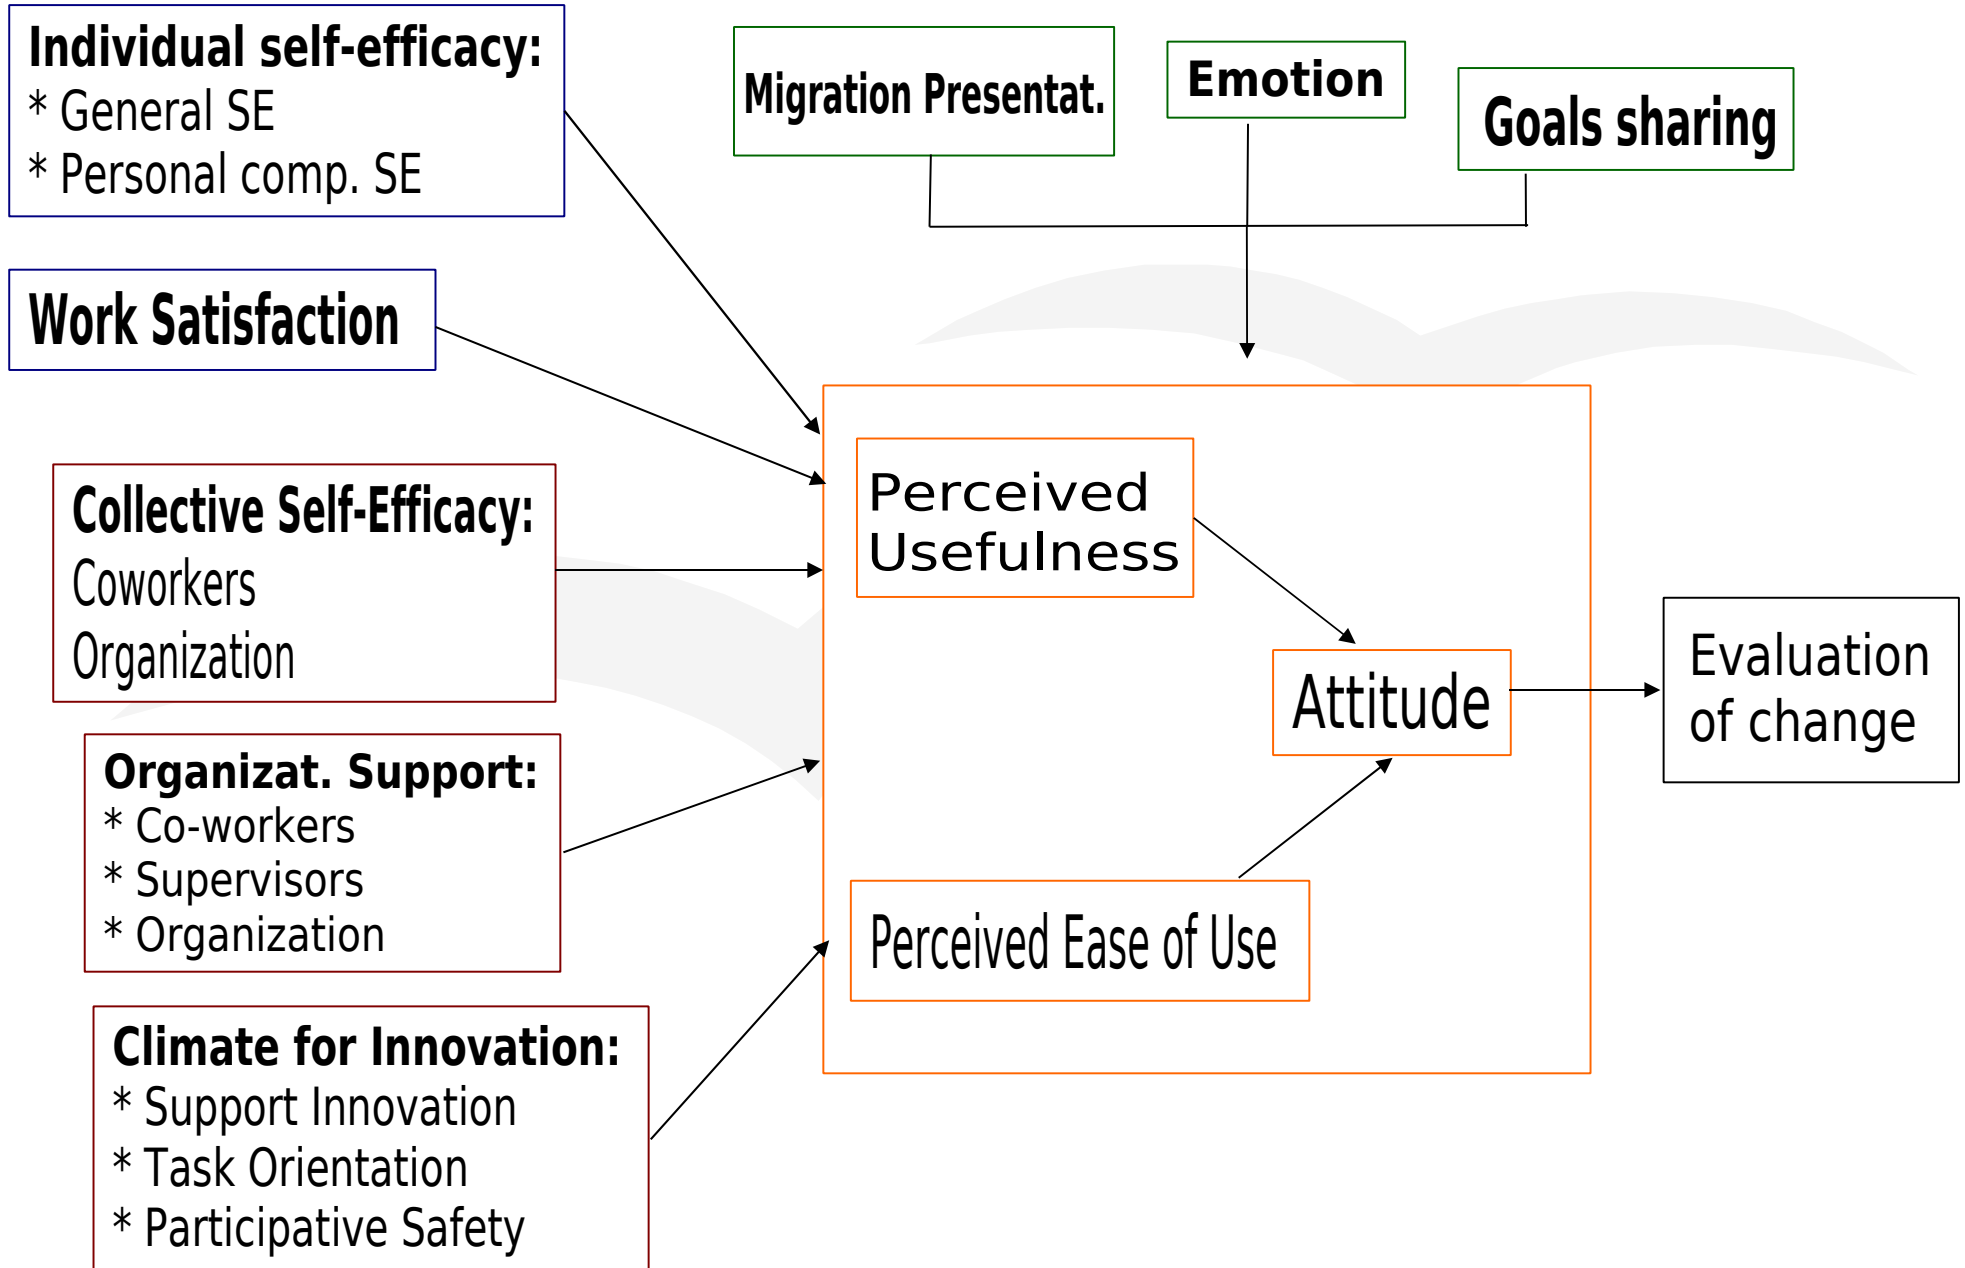 Individual self-efficacy:
* General SE
* Personal comp. SE
Migration Presentat.
Emotion
Goals sharing
Work Satisfaction
Collective Self-Efficacy:
Coworkers
Organization
Perceived
Usefulness
Attitude
Evaluation
of change
Organizat. Support:
* Co-workers
* Supervisors
* Organization
Perceived Ease of Use
Climate for Innovation:
* Support Innovation
* Task Orientation
* Participative Safety